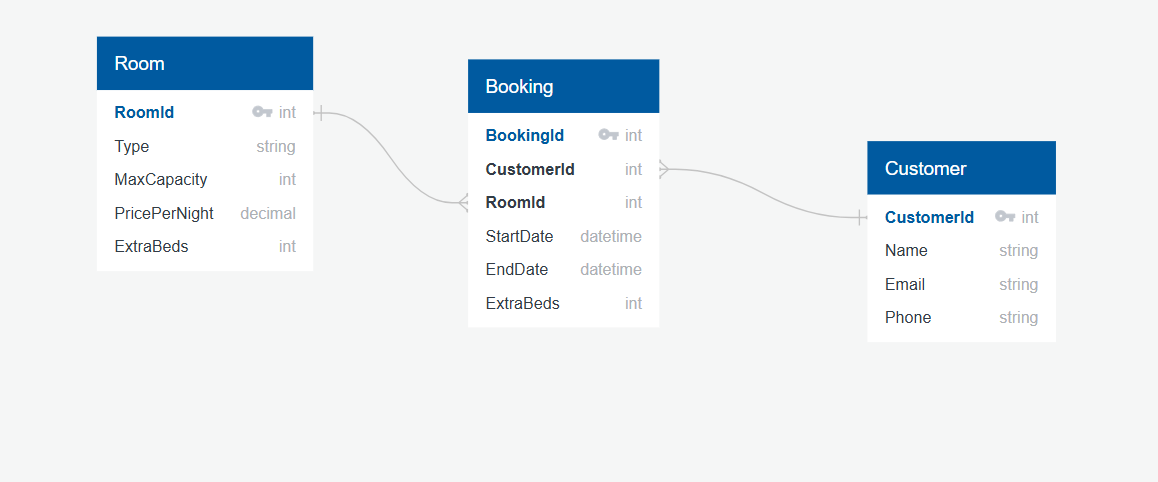 Room
RoomId int
Type string
MaxCapacity int
PricePerNight decimal
ExtraBeds int
Booking
BookingId int
CustomerId int
RoomId int
StartDate datetime
EndDate datetime
ExtraBeds int
Customer
CustomerId int
Name string
Email string
Phone string